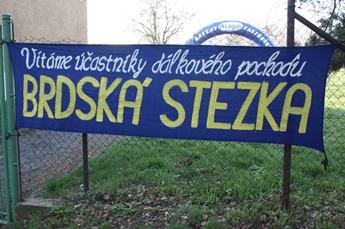 Vítáme účastníky dálkového pochodu
BRDSKÁ STEZKA